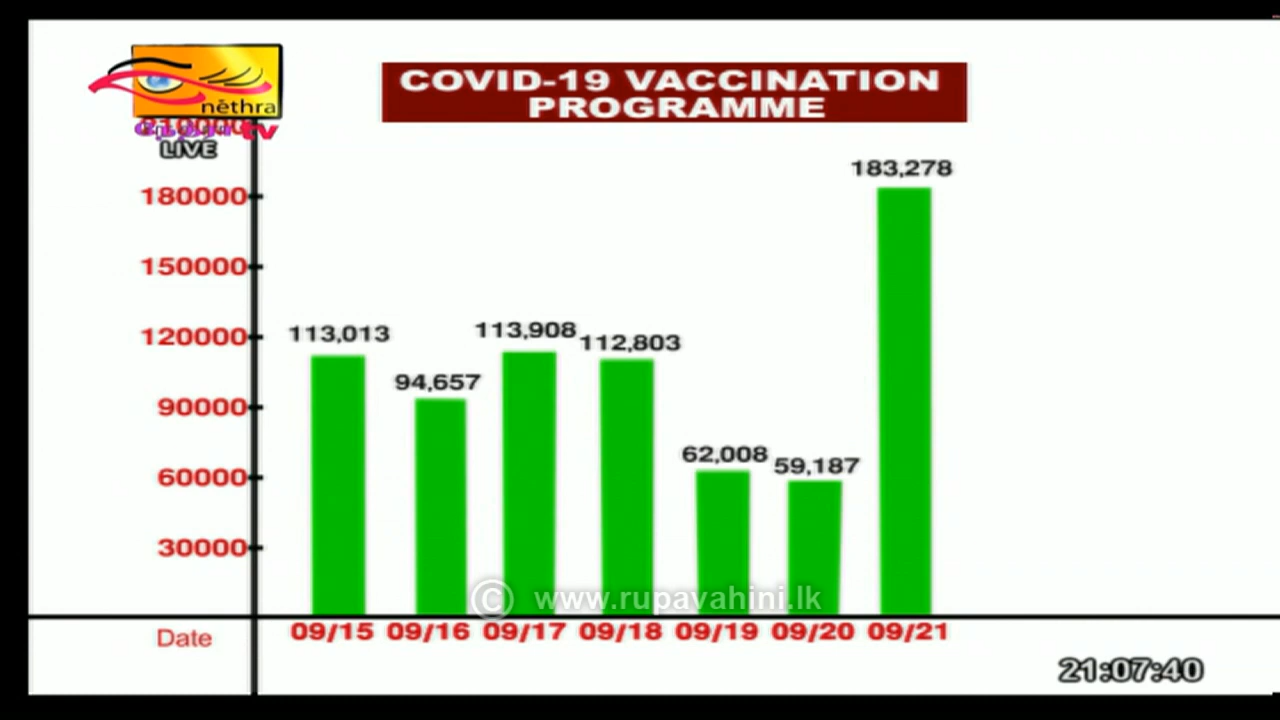 COVID-19 VACCINATION
PROGRAMME
nethra
tv
LIVE
180000
150000
120000
90000
60000
30000
113,013
94,657
113,908
112,803
62,008
59,187
183,278
© www.rupavahini.lk
Date
09/15 09/16 09/17 09/18 09/19 09/20 09/21
21:07:40